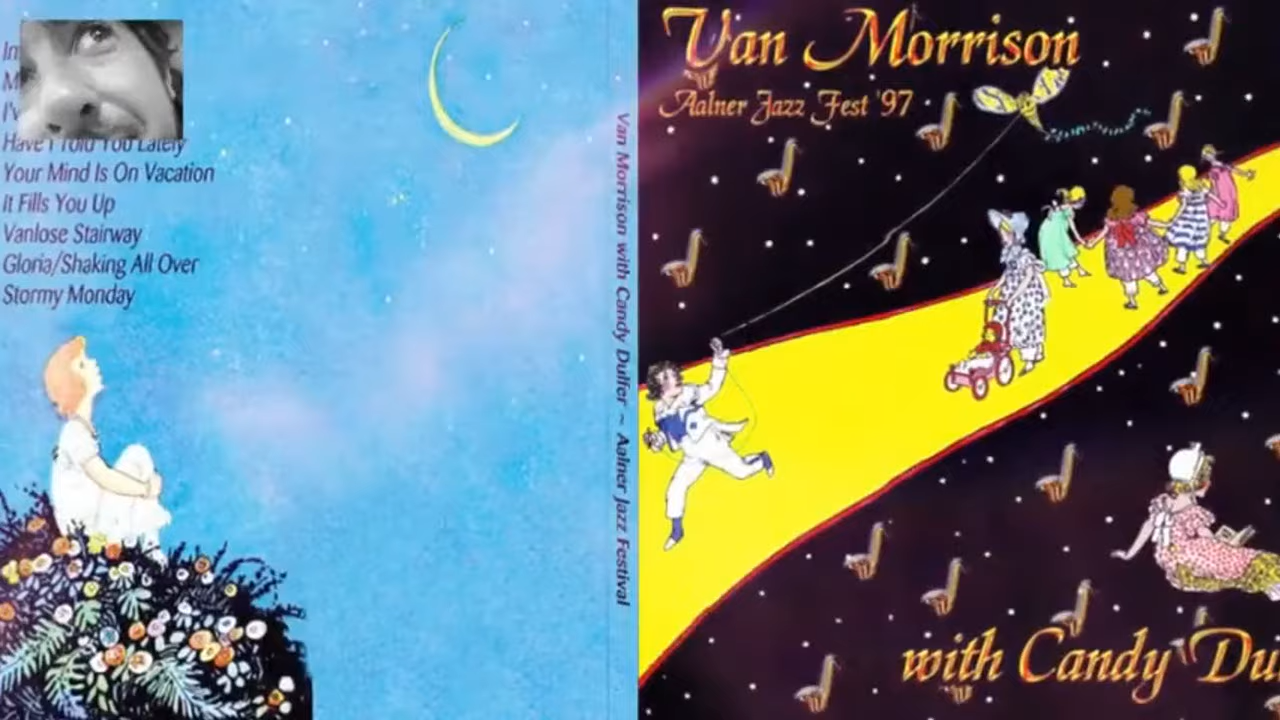 Have I Told You Lately
Your Mind Is On Vacation
It Fills You Up
Vanlose Stairway
Gloria/Shaking All Over
Stormy Monday
Van Morrison with Candy Dulfer ~ Aalner Jazz Festival
Van Morrison
Aalner Jazz Fest '97
with Candy Du